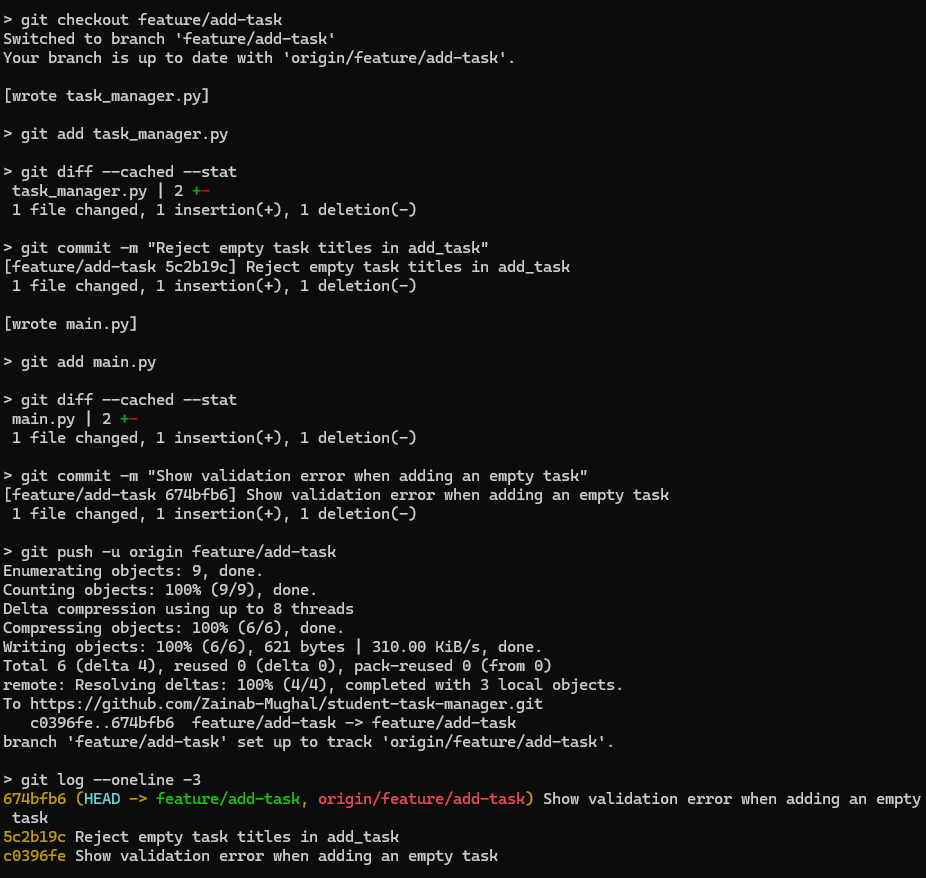 > git checkout feature/add-task
Switched to branch 'feature/add-task'
Your branch is up to date with 'origin/feature/add-task'.
[wrote task_manager.py]
> git add task_manager.py
> git diff --cached --stat
task_manager.py | 2 +-
1 file changed, 1 insertion(+), 1 deletion(-)
> git commit -m "Reject empty task titles in add_task"
[feature/add-task 5c2b19c] Reject empty task titles in add_task
1 file changed, 1 insertion(+), 1 deletion(-)
[wrote main.py]
> git add main.py
> git diff --cached --stat
main.py | 2 +-
1 file changed, 1 insertion(+), 1 deletion(-)
> git commit -m "Show validation error when adding an empty task"
[feature/add-task 674bfb6] Show validation error when adding an empty task
1 file changed, 1 insertion(+), 1 deletion(-)
> git push -u origin feature/add-task
Enumerating objects: 9, done.
Counting objects: 100% (9/9), done.
Delta compression using up to 8 threads
Compressing objects: 100% (6/6), done.
Writing objects: 100% (6/6), 621 bytes | 310.00 KiB/s, done.
Total 6 (delta 4), reused 0 (delta 0), pack-reused 0 (from 0)
remote: Resolving deltas: 100% (4/4), completed with 3 local objects.
To https://github.com/Zainab-Mughal/student-task-manager.git
c0396fe..674bfb6  feature/add-task -> feature/add-task
branch 'feature/add-task' set up to track 'origin/feature/add-task'.
> git log --oneline -3
674bfb6 (HEAD -> feature/add-task, origin/feature/add-task) Show validation error when adding an empty
task
5c2b19c Reject empty task titles in add_task
c0396fe Show validation error when adding an empty task